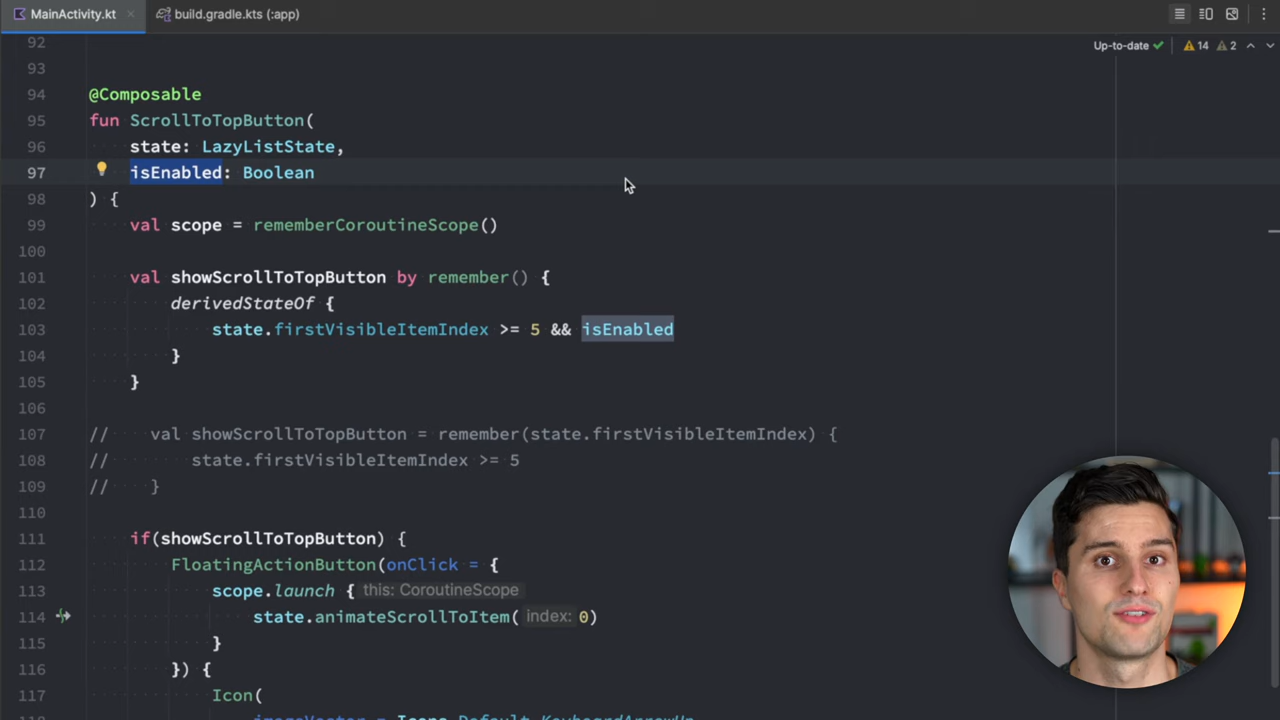 MainActivity.kt
build.gradle.kts (:app)
Up-to-date
14
2
92
93
94 @Composable
95 fun ScrollToTopButton(
96 state: LazyListState,
97 isEnabled: Boolean
98 ) {
99 val scope = rememberCoroutineScope()
100
101 val showScrollToTopButton by remember() {
102 derivedStateOf {
103 state.firstVisibleItemIndex >= 5 && isEnabled
104 }
105 }
106
107 // val showScrollToTopButton = remember(state.firstVisibleItemIndex) {
108 // state.firstVisibleItemIndex >= 5
109 // }
110
111 if(showScrollToTopButton) {
112 FloatingActionButton(onClick = {
113 scope.launch { this: CoroutineScope
114 state.animateScrollToItem( index: 0)
115 }
116 }) {
117 Icon(
imageVector = Icons.Default.KeyboardArrowUp